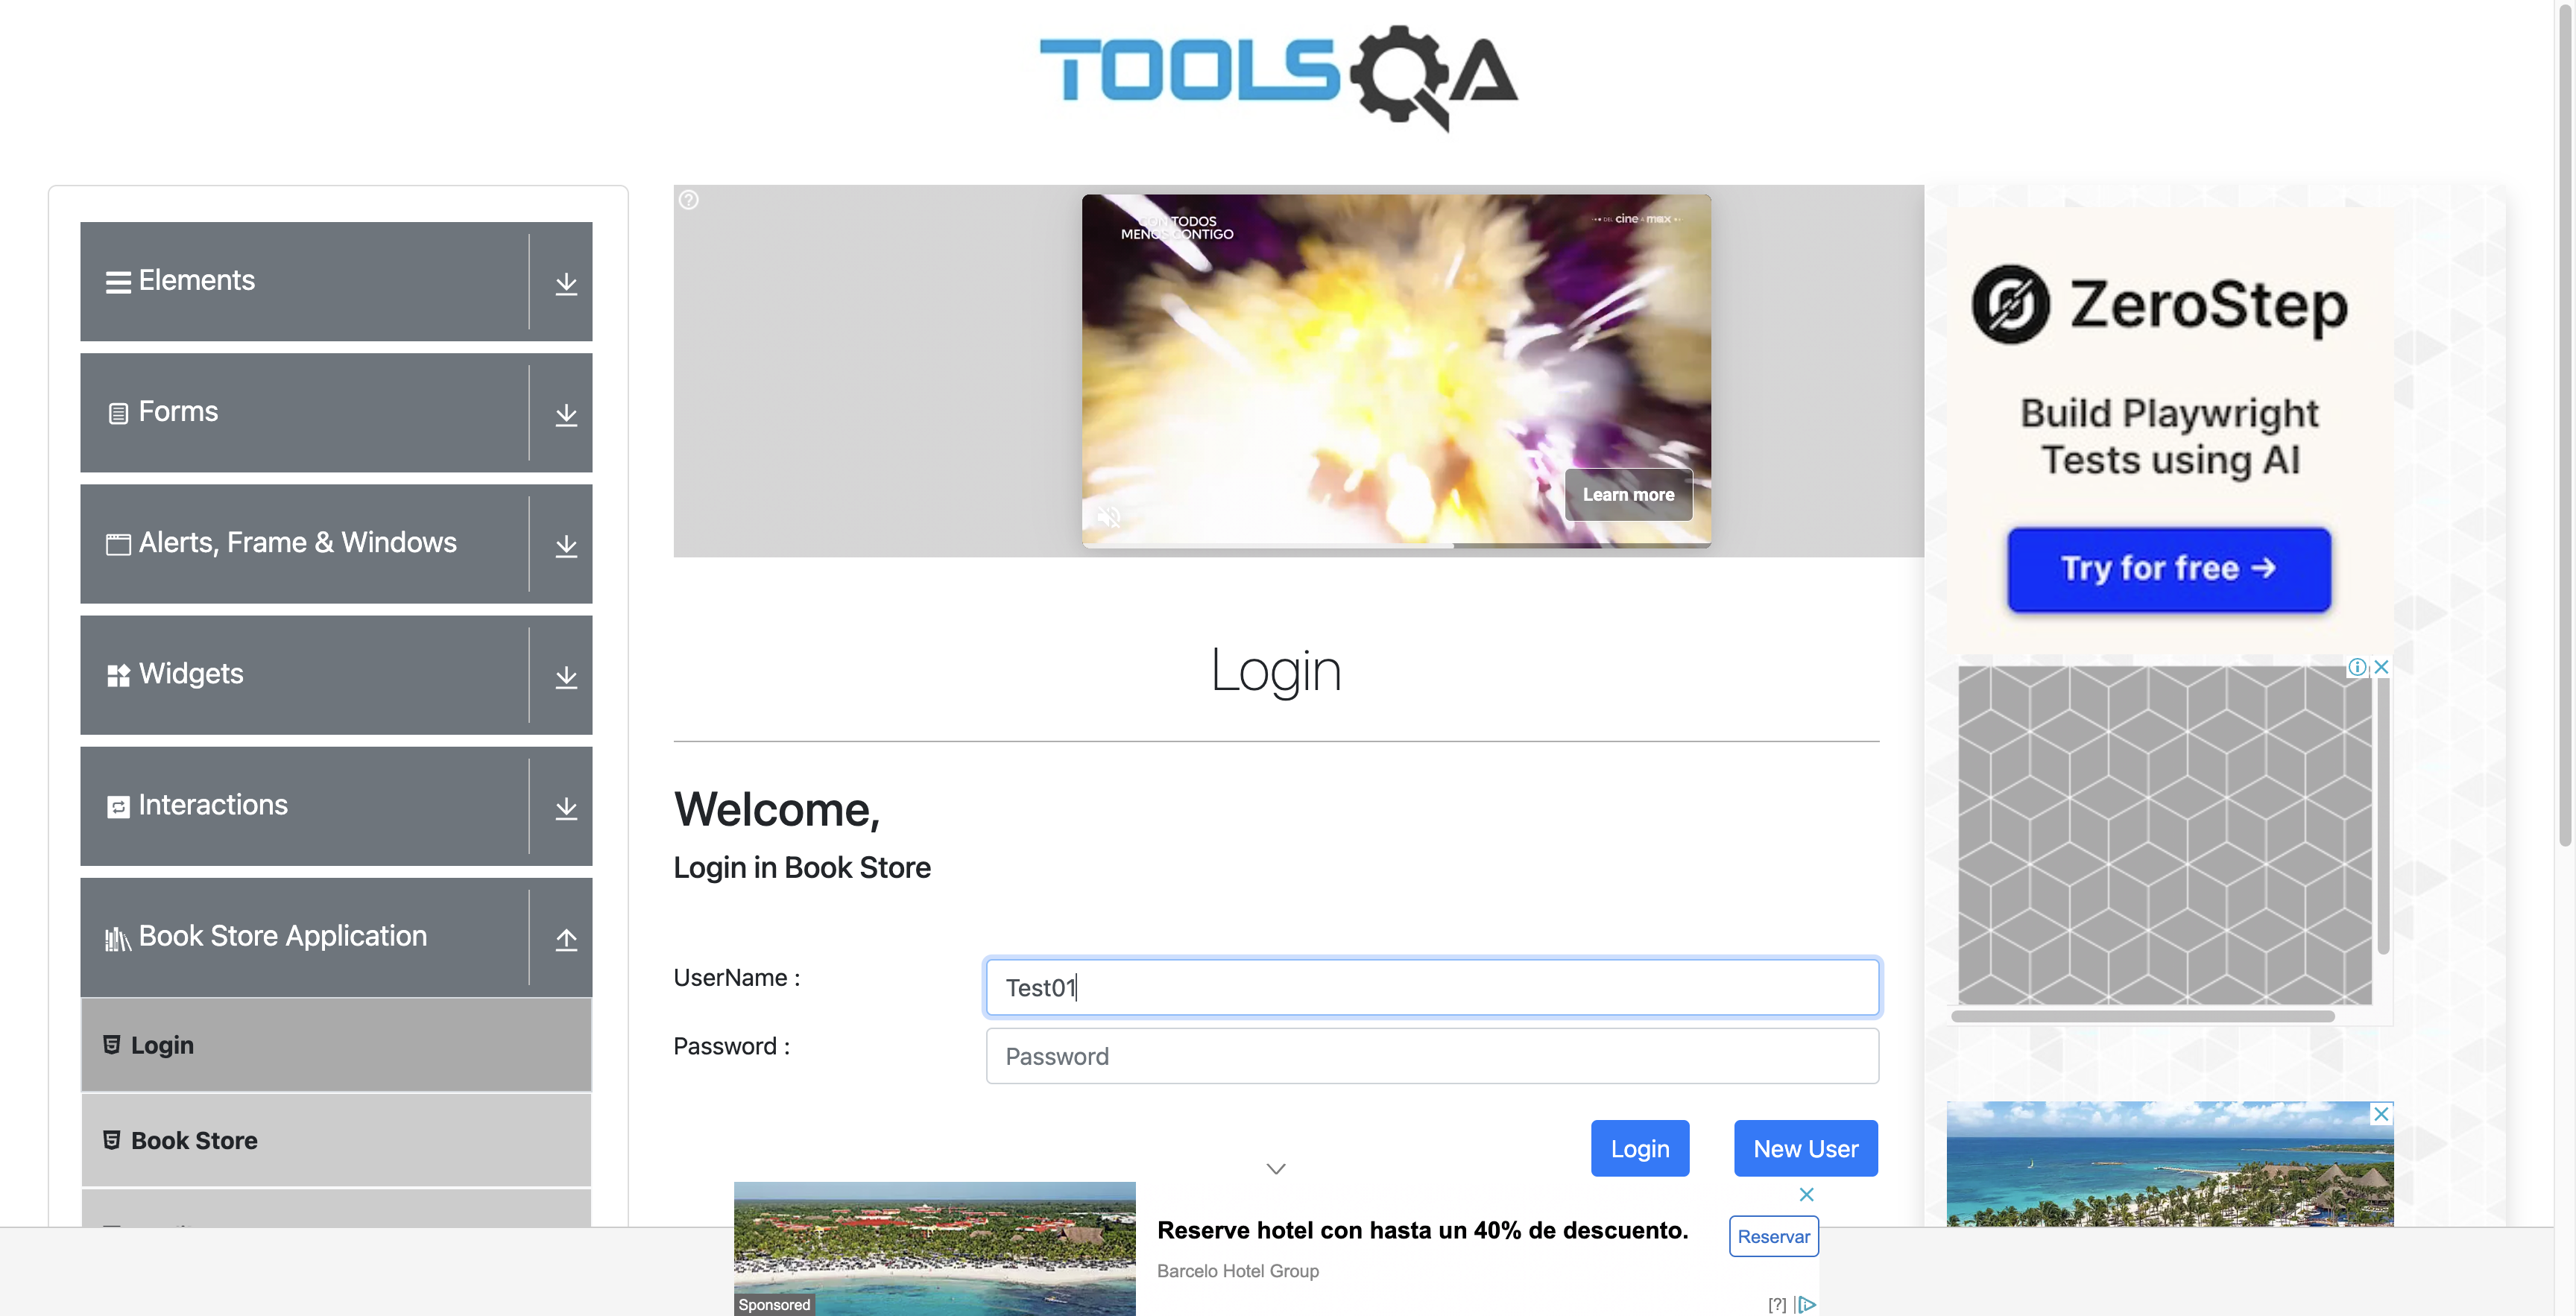 TOOLSQA
Elements
Forms
Alerts, Frame & Windows
Widgets
Interactions
Book Store Application
Login
Book Store
CON TODOS
MENOS CONTIGO
DEL cine A max
Learn more
Login
Welcome,
Login in Book Store
UserName :
Test01
Password :
Password
Login
New User
ZeroStep
Build Playwright
Tests using AI
Try for free →
Reserve hotel con hasta un 40% de descuento.
Barcelo Hotel Group
Reservar
Sponsored
[?]